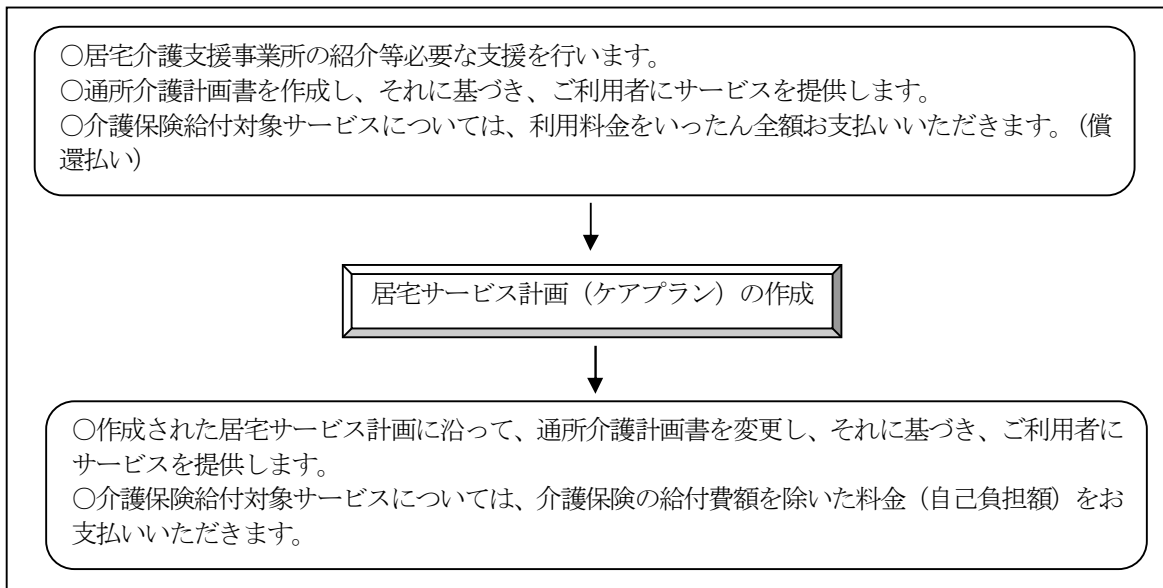 ○居宅介護支援事業所の紹介等必要な支援を行います。
○通所介護計画書を作成し、それに基づき、ご利用者にサービスを提供します。
○介護保険給付対象サービスについては、利用料金をいったん全額お支払いいただきます。（償
還払い）
居宅サービス計画（ケアプラン）の作成
○作成された居宅サービス計画に沿って、通所介護計画書を変更し、それに基づき、ご利用者に
サービスを提供します。
○介護保険給付対象サービスについては、介護保険の給付費額を除いた料金（自己負担額）をお
支払いいただきます。